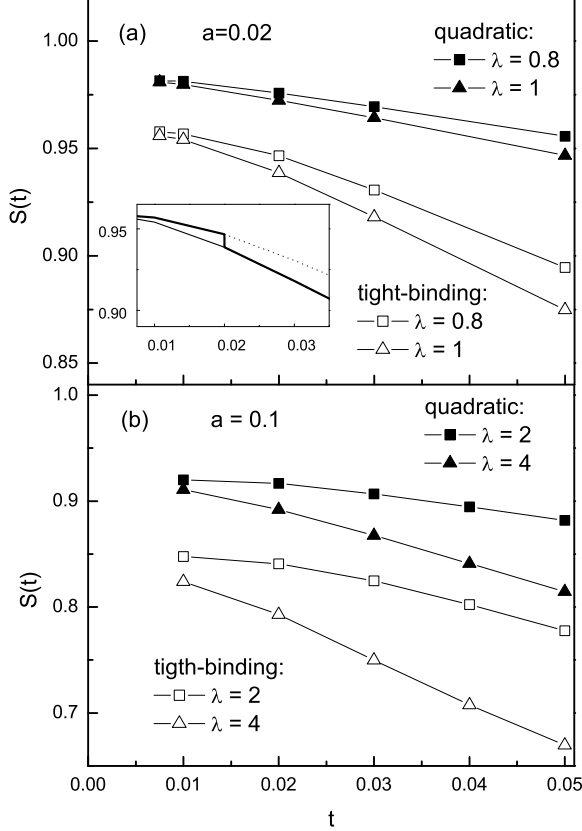 (a) a=0.02
quadratic:
λ = 0.8
λ = 1
1.00
0.95
0.90
0.85
S(t)
0.95
0.90
0.01 0.02 0.03
tight-binding:
λ = 0.8
λ = 1
(b) a = 0.1
quadratic:
λ = 2
λ = 4
1.0
0.9
0.8
0.7
S(t)
tigth-binding:
λ = 2
λ = 4
0.00 0.01 0.02 0.03 0.04 0.05
t